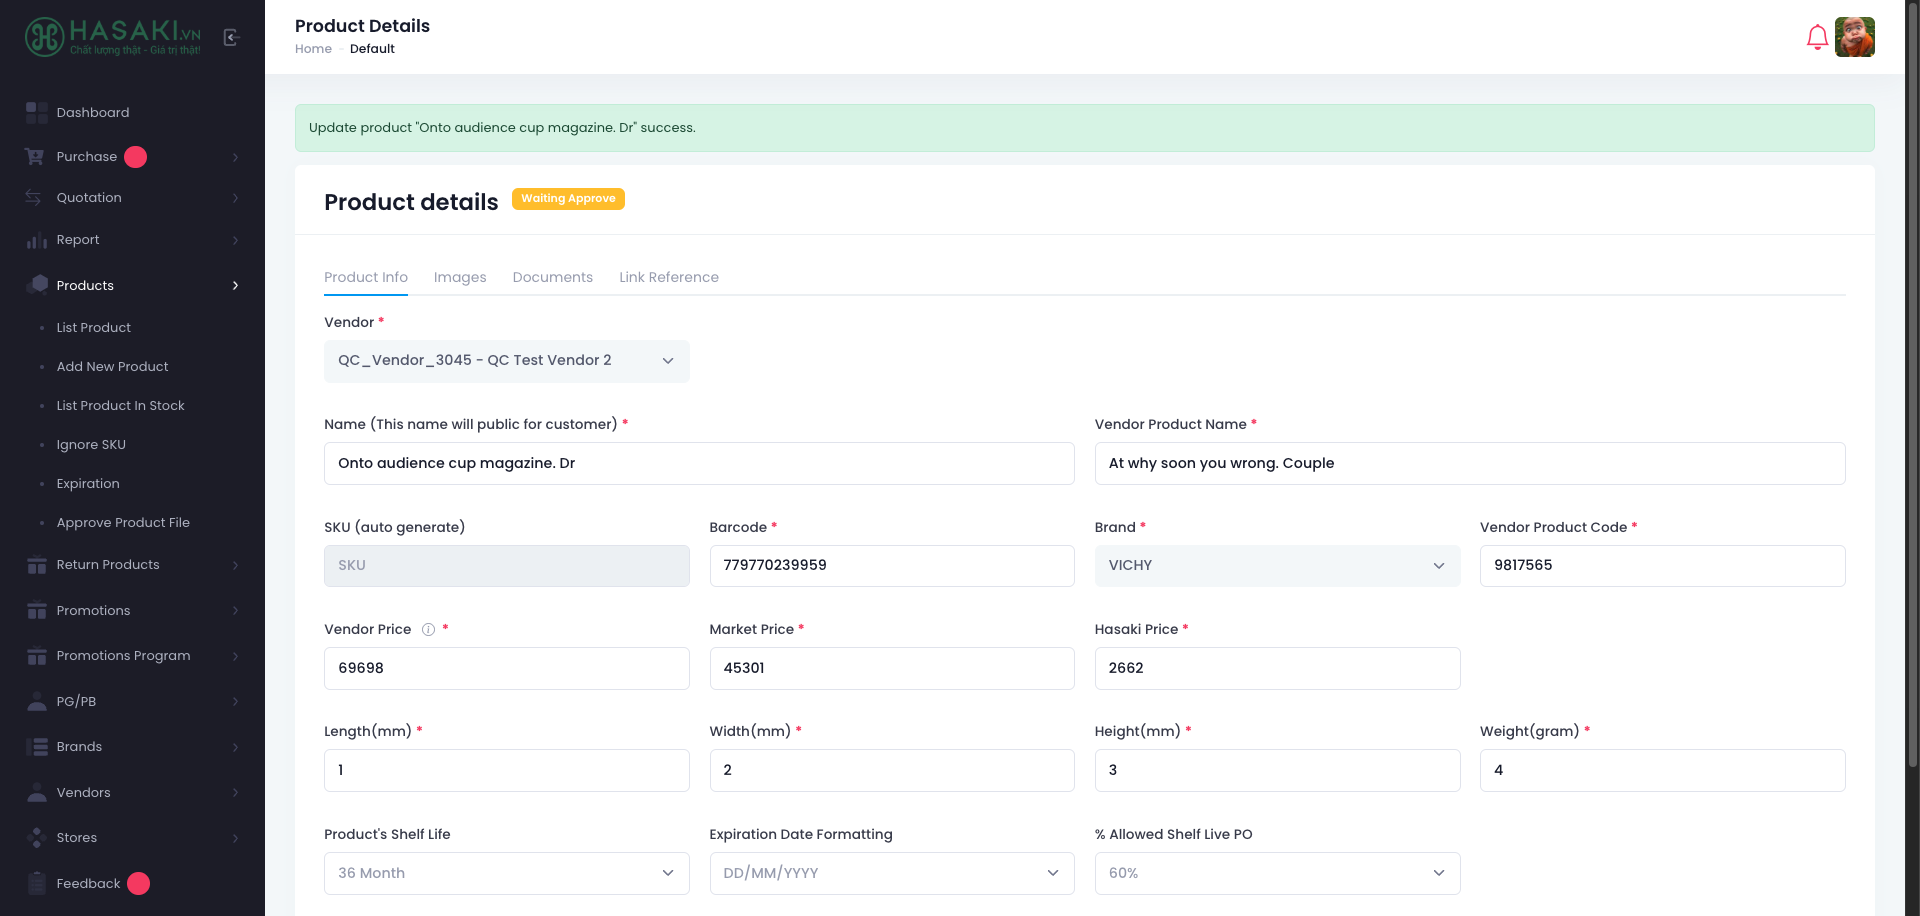 HASAKI.VN
Chất lượng thật - Giá trị thật!
Product Details
Home - Default
Dashboard
Purchase
Quotation
Report
Products
List Product
Add New Product
List Product In Stock
Ignore SKU
Expiration
Approve Product File
Return Products
Promotions
Promotions Program
PG/PB
Brands
Vendors
Stores
Feedback
Update product "Onto audience cup magazine. Dr" success.
Product details Waiting Approve
Product Info Images Documents Link Reference
Vendor *
QC_Vendor_3045 - QC Test Vendor 2
Name (This name will public for customer) * Vendor Product Name *
Onto audience cup magazine. Dr At why soon you wrong. Couple
SKU (auto generate) Barcode * Brand * Vendor Product Code *
SKU 779770239959 VICHY 9817565
Vendor Price * Market Price * Hasaki Price *
69698 45301 2662
Length(mm) * Width(mm) * Height(mm) * Weight(gram) *
1 2 3 4
Product's Shelf Life Expiration Date Formatting % Allowed Shelf Live PO
36 Month DD/MM/YYYY 60%